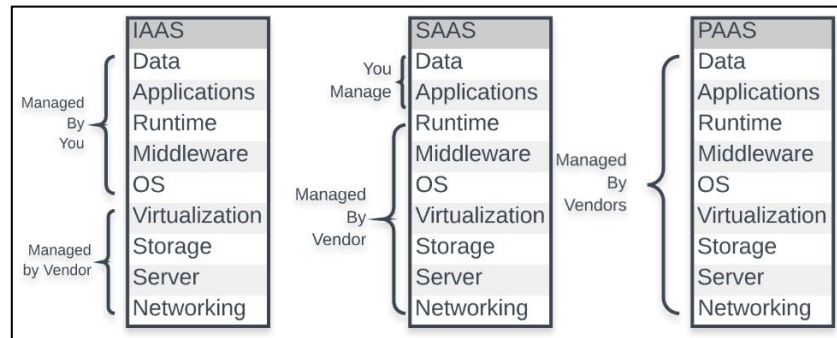 IAAS
Data
Applications
Runtime
Middleware
OS
Virtualization
Storage
Server
Networking
Managed
By
You
Managed
by Vendor
SAAS
Data
Applications
Runtime
Middleware
OS
Virtualization
Storage
Server
Networking
You
Manage
Managed
By
Vendor
PAAS
Data
Applications
Runtime
Middleware
OS
Virtualization
Storage
Server
Networking
Managed
By
Vendors